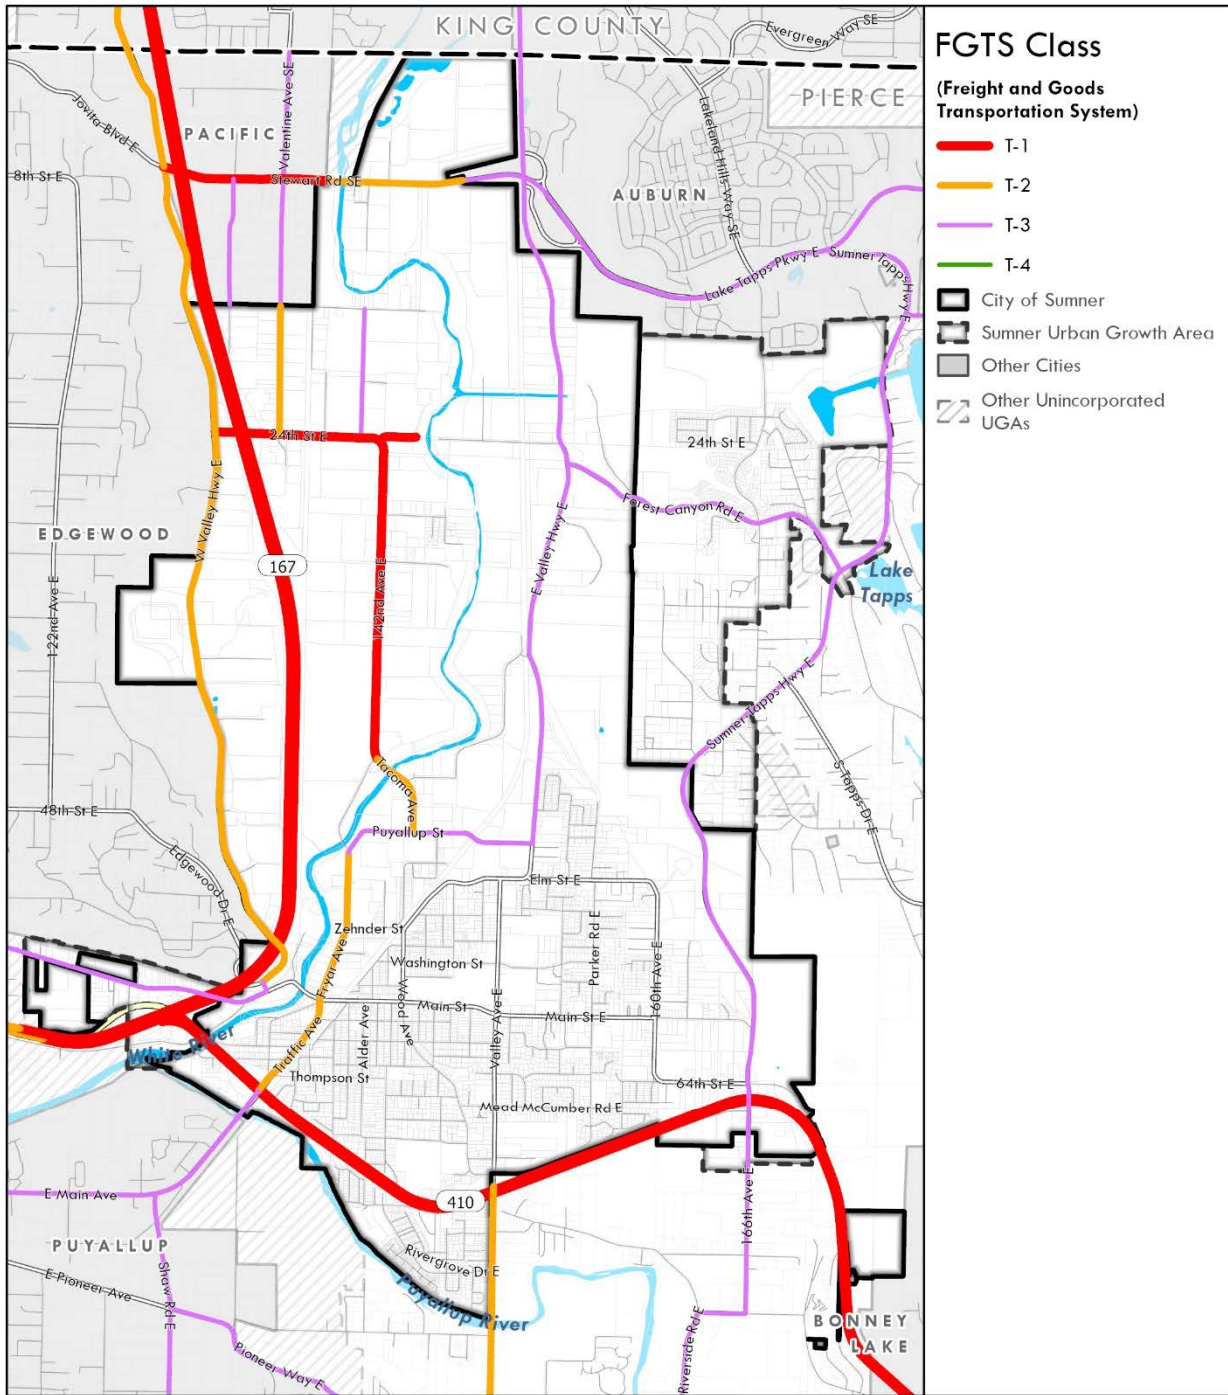 KING COUNTY
Evergreen Way SE
PIERCE
Jovita Blvd E
PACIFIC
Valentine Ave SE
Lakeland Hills Way SE
8th St E
Stewart Rd SE
AUBURN
Lake Tapps Pkwy E
Sumner Tapps Hwy E
24th St E
24th St E
W Valley Hwy E
E Valley Hwy E
Forest Canyon Rd E
EDGEWOOD
167
122nd Ave E
142nd Ave E
Lake
Tapps
Sumner Tapps Hwy E
S Tapps Dr E
Tacoma Ave
48th St E
Puyallup St
Edgewood Dr E
Elm St E
Zehnder St
Parker Rd E
Washington St
Fryar Ave
Wood Ave
160th Ave E
Main St
Main St E
Valley Ave E
Alder Ave
White River
Traffic Ave
Thompson St
64th St E
Mead McCumber Rd E
E Main Ave
410
166th Ave E
PUYALLUP
Shaw Rd E
Rivergrove Dr E
E Pioneer Ave
Puyallup River
Riverside Rd E
BONNEY
LAKE
Pioneer Way E
FGTS Class
(Freight and Goods
Transportation System)
T-1
T-2
T-3
T-4
City of Sumner
Sumner Urban Growth Area
Other Cities
Other Unincorporated
UGAs